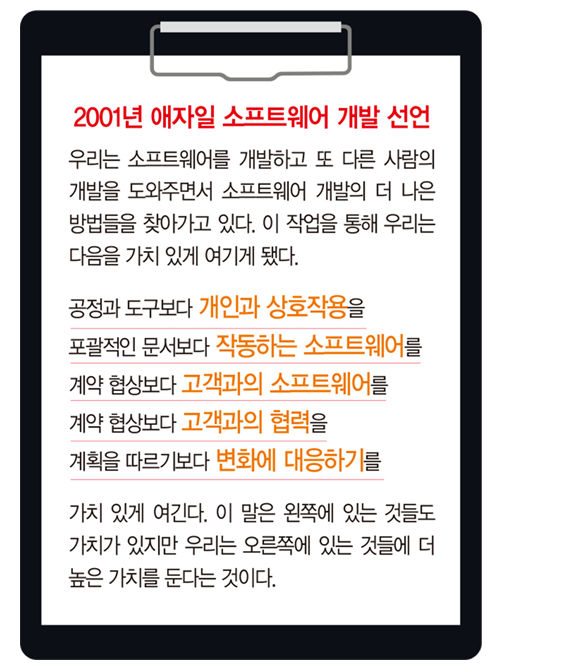 2001년 애자일 소프트웨어 개발 선언
우리는 소프트웨어를 개발하고 또 다른 사람의
개발을 도와주면서 소프트웨어 개발의 더 나은
방법들을 찾아가고 있다. 이 작업을 통해 우리는
다음을 가치 있게 여기게 됐다.
공정과 도구보다 개인과 상호작용을
포괄적인 문서보다 작동하는 소프트웨어를
계약 협상보다 고객과의 소프트웨어를
계약 협상보다 고객과의 협력을
계획을 따르기보다 변화에 대응하기를
가치 있게 여긴다. 이 말은 왼쪽에 있는 것들도
가치가 있지만 우리는 오른쪽에 있는 것들에 더
높은 가치를 둔다는 것이다.